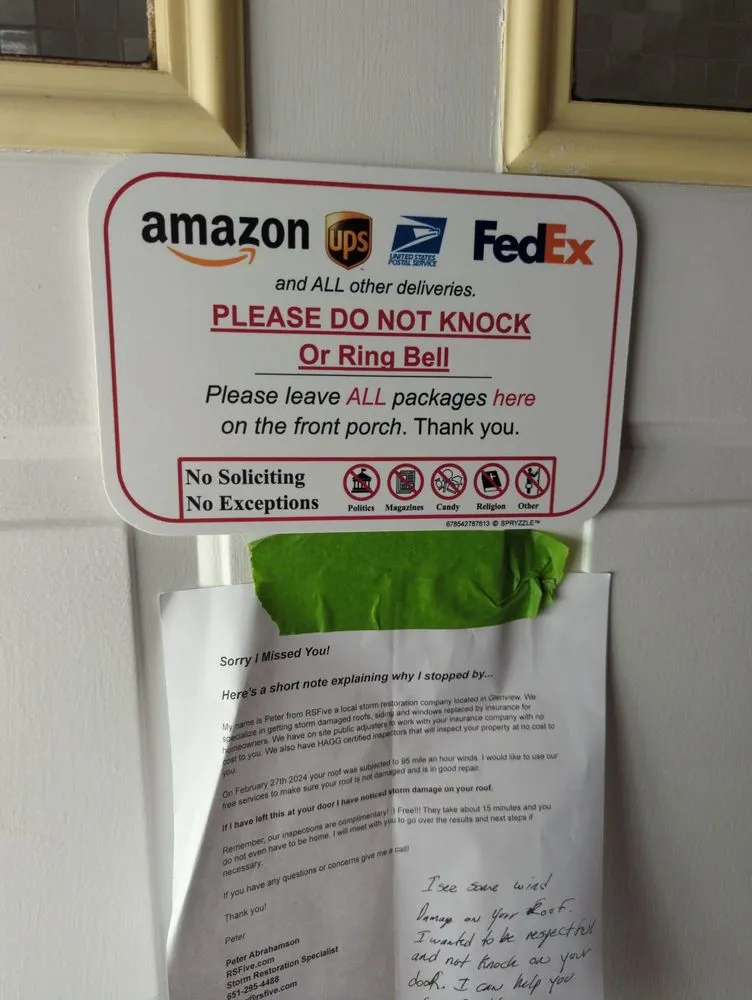 amazon ups UNITED STATES POSTAL SERVICE FedEx
and ALL other deliveries.
PLEASE DO NOT KNOCK
Or Ring Bell
Please leave ALL packages here
on the front porch. Thank you.
No Soliciting
No Exceptions
Politics Magazines Candy Religion Other
678542787613 © SPRYZZLE™
Sorry I Missed You!
Here's a short note explaining why I stopped by...
My name is Peter from RSFive a local storm restoration company located in Glenview. We
specialize in getting storm damaged roofs, siding and windows replaced by insurance for
homeowners. We have on site public adjusters to work with your insurance company with no
cost to you. We also have HAGG certified inspectors that will inspect your property at no cost to
you.
On February 27th 2024 your roof was subjected to 95 mile an hour winds. I would like to use our
free services to make sure your roof is not damaged and is in good repair.
If I have left this at your door I have noticed storm damage on your roof.
Remember, our inspections are complimentary! :) Free!!! They take about 15 minutes and you
do not even have to be home. I will meet with you to go over the results and next steps if
necessary.
If you have any questions or concerns give me a call!
Thank you!
Peter
Peter Abrahamson
RSFive.com
Storm Restoration Specialist
651-295-4488
rsfive.com
I see some wind
Damage on your Roof.
I wanted to be respectful
and not knock on your
door. I can help you